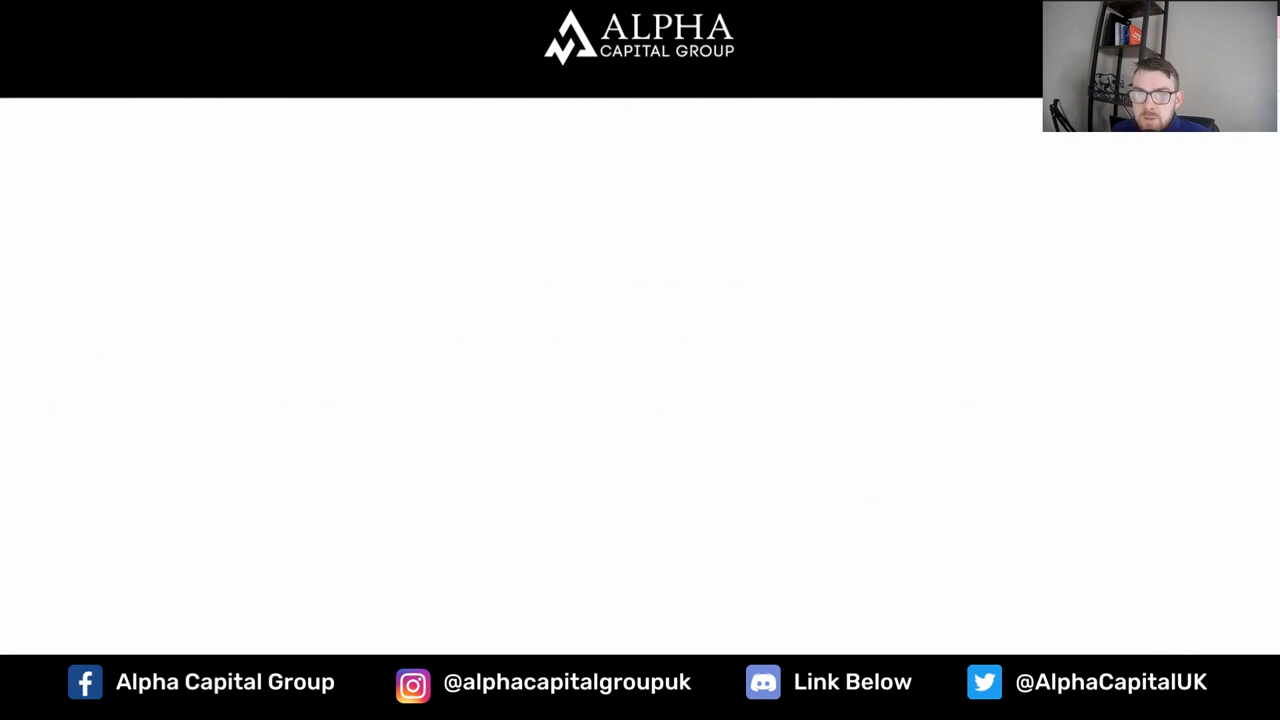 ALPHA
CAPITAL GROUP
Alpha Capital Group
@alphacapitalgroupuk
Link Below
@AlphaCapitalUK